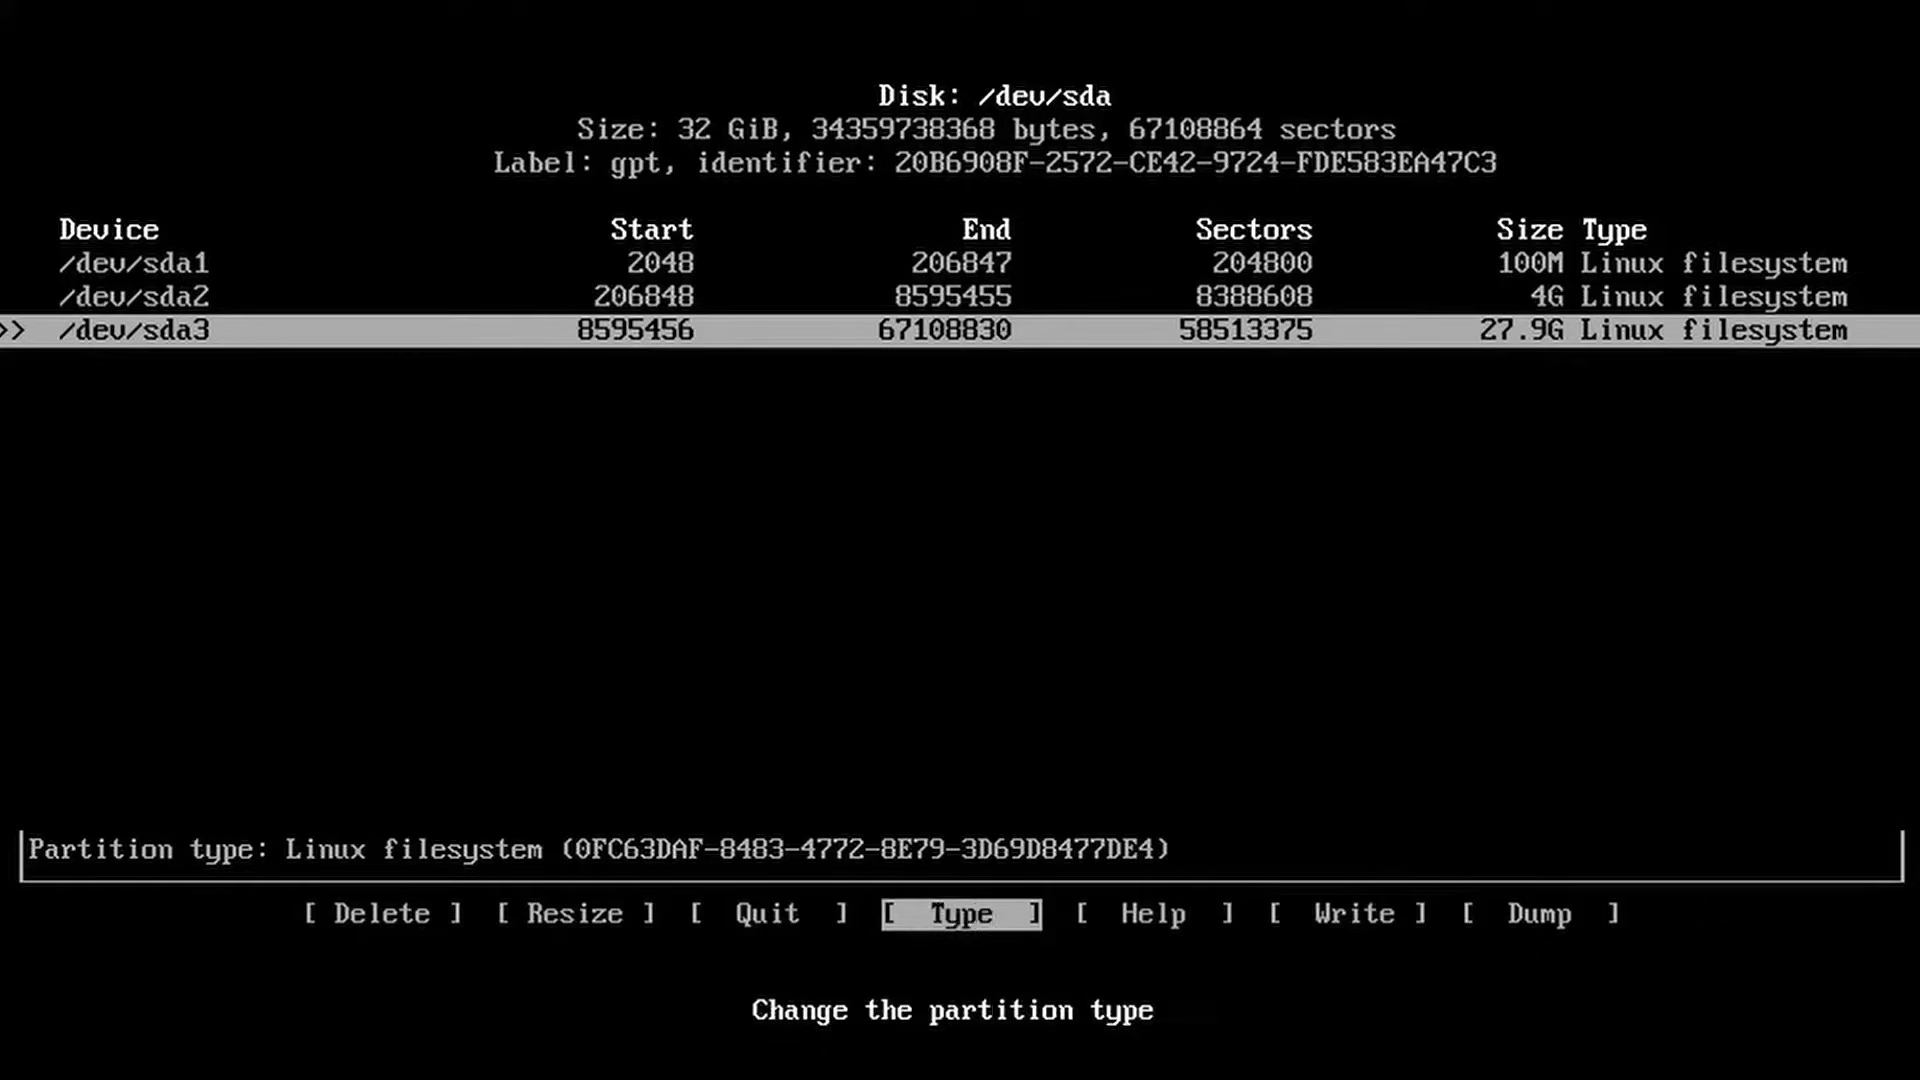 Disk: /dev/sda
Size: 32 GiB, 34359738368 bytes, 67108864 sectors
Label: gpt, identifier: 20B6908F-2572-CE42-9724-FDE583EA47C3
Device Start End Sectors Size Type
/dev/sda1 2048 206847 204800 100M Linux filesystem
/dev/sda2 206848 8595455 8388608 4G Linux filesystem
>> /dev/sda3 8595456 67108830 58513375 27.9G Linux filesystem
Partition type: Linux filesystem (0FC63DAF-8483-4772-8E79-3D69D8477DE4)
[ Delete ] [ Resize ] [ Quit ] [ Type ] [ Help ] [ Write ] [ Dump ]
Change the partition type